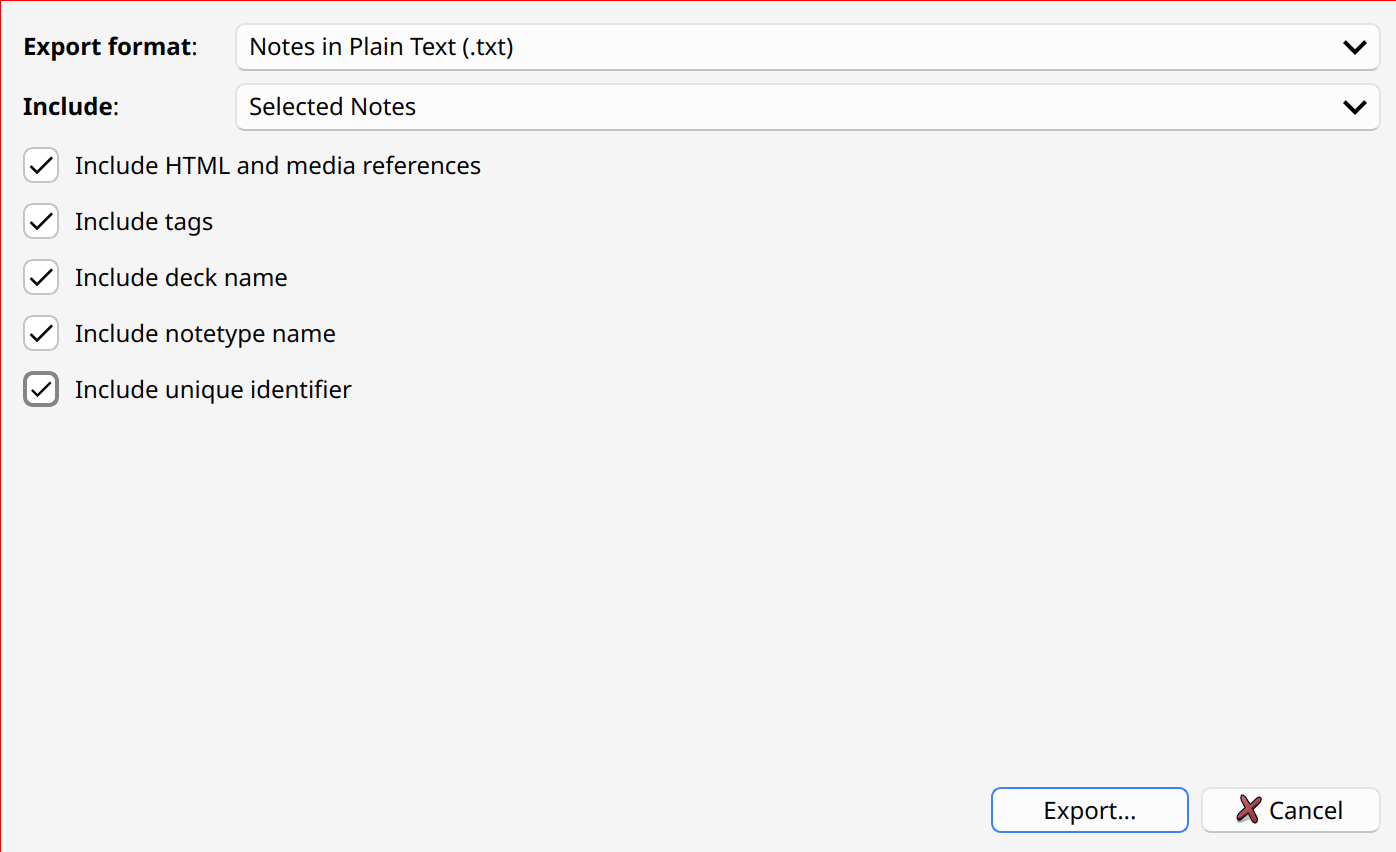 Export format: Notes in Plain Text (.txt)
Include: Selected Notes
Include HTML and media references
Include tags
Include deck name
Include notetype name
Include unique identifier
Export... Cancel